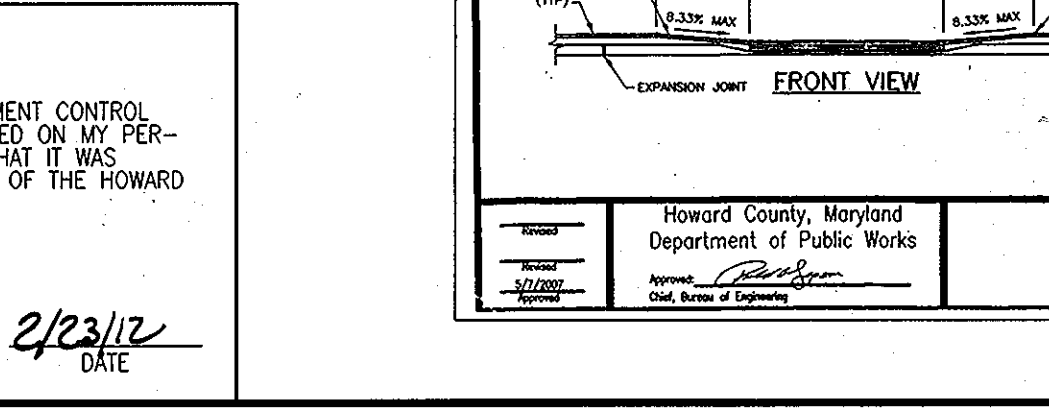 MENT CONTROL
ED ON MY PER-
HAT IT WAS
OF THE HOWARD
2/23/12
DATE
(TYP)
8.33% MAX
8.33% MAX
EXPANSION JOINT
FRONT VIEW
Revised
Revised
5/7/2007
Approved
Howard County, Maryland
Department of Public Works
Approved:
Chief, Bureau of Engineering